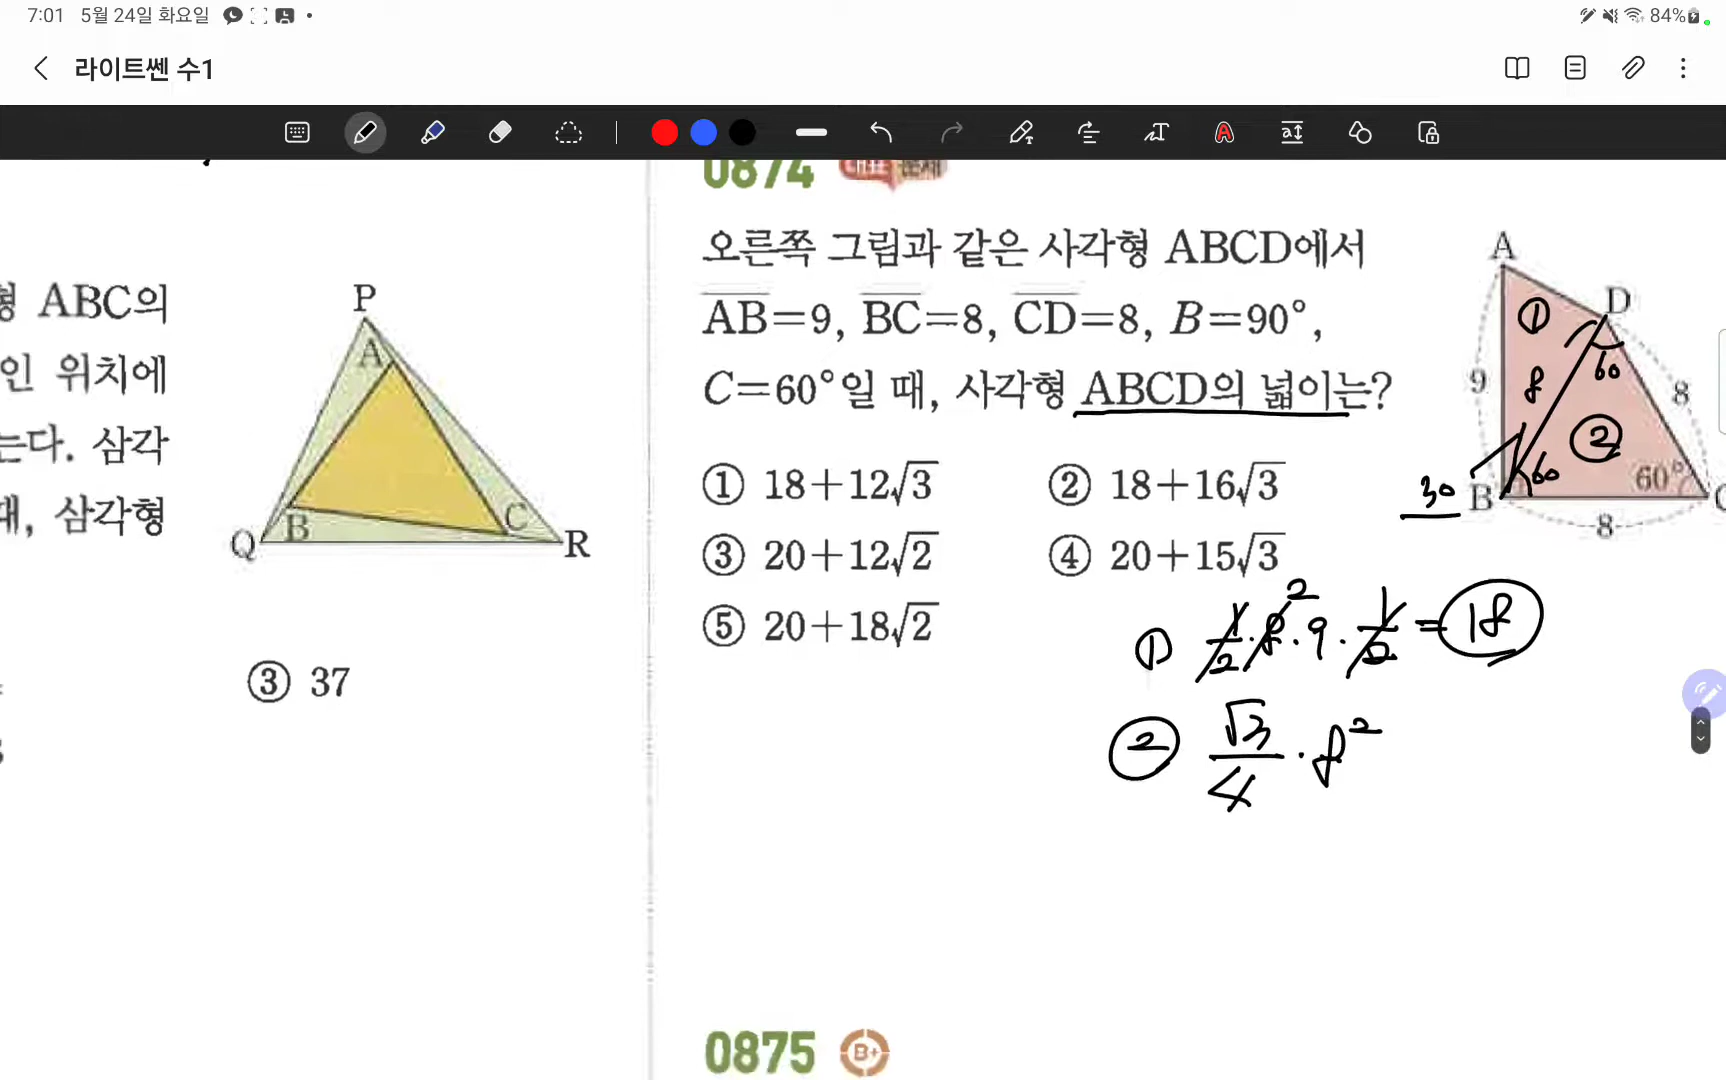 7:01 5월 24일 화요일
84%
라이트쎈 수1
0874
오른쪽 그림과 같은 사각형 ABCD에서
AB=9, BC=8, CD=8, B=90°,
C=60°일 때, 사각형 ABCD의 넓이는?
① 18+12√3 ② 18+16√3
③ 20+12√2 ④ 20+15√3
⑤ 20+18√2
A
D
①
60
9
8
8
②
60
60°
30
B
8
① 1/2·8²·9·1/2=18
② √3/4·8²
0875 B+
ABC의
인 위치에
는다. 삼각
삼각형
P
A
B
C
Q
R
③ 37